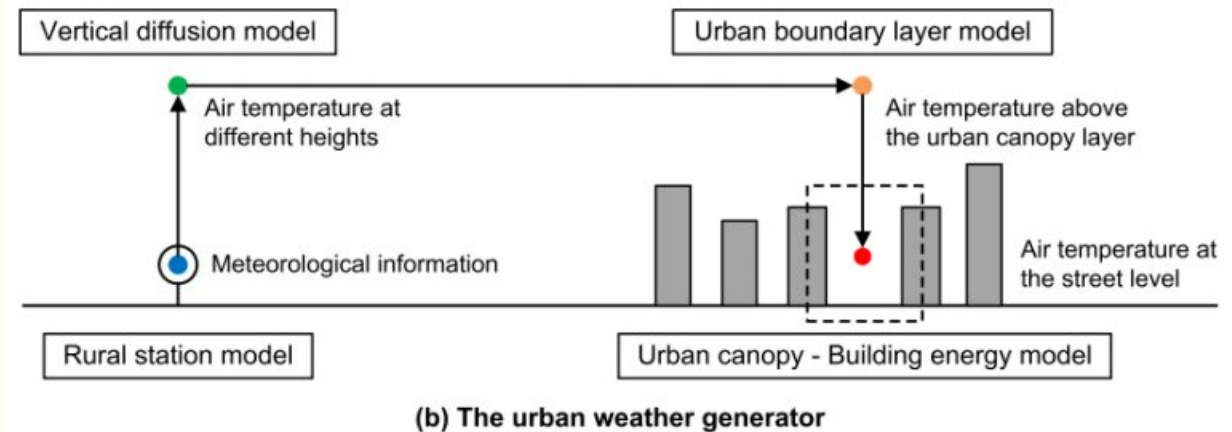 Vertical diffusion model
Urban boundary layer model
Air temperature at
different heights
Air temperature above
the urban canopy layer
Meteorological information
Air temperature at
the street level
Rural station model
Urban canopy - Building energy model
(b) The urban weather generator